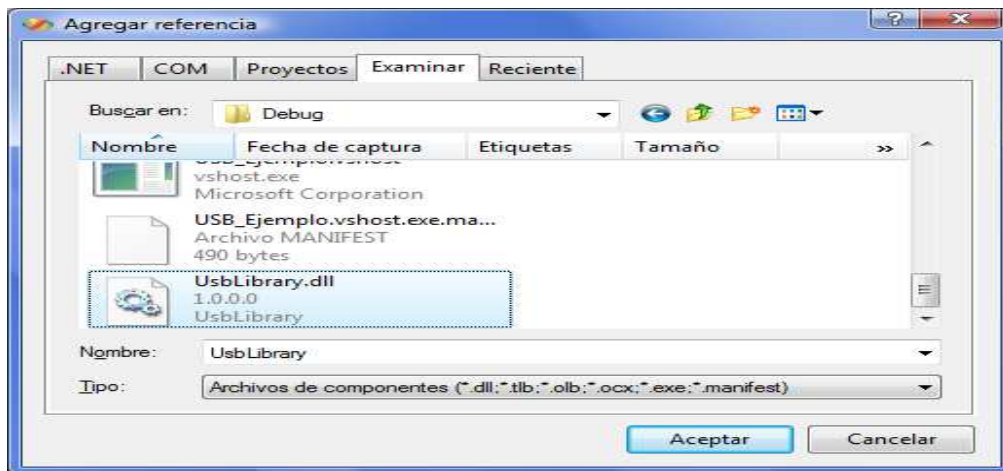 Agregar referencia
.NET COM Proyectos Examinar Reciente
Buscar en: Debug
Nombre Fecha de captura Etiquetas Tamaño »
USB_Ejemplo.vshost
vshost.exe
Microsoft Corporation
USB_Ejemplo.vshost.exe.ma...
Archivo MANIFEST
490 bytes
UsbLibrary.dll
1.0.0.0
UsbLibrary
Nombre: UsbLibrary
Tipo: Archivos de componentes (*.dll;*.tlb;*.olb;*.ocx;*.exe;*.manifest)
Aceptar Cancelar